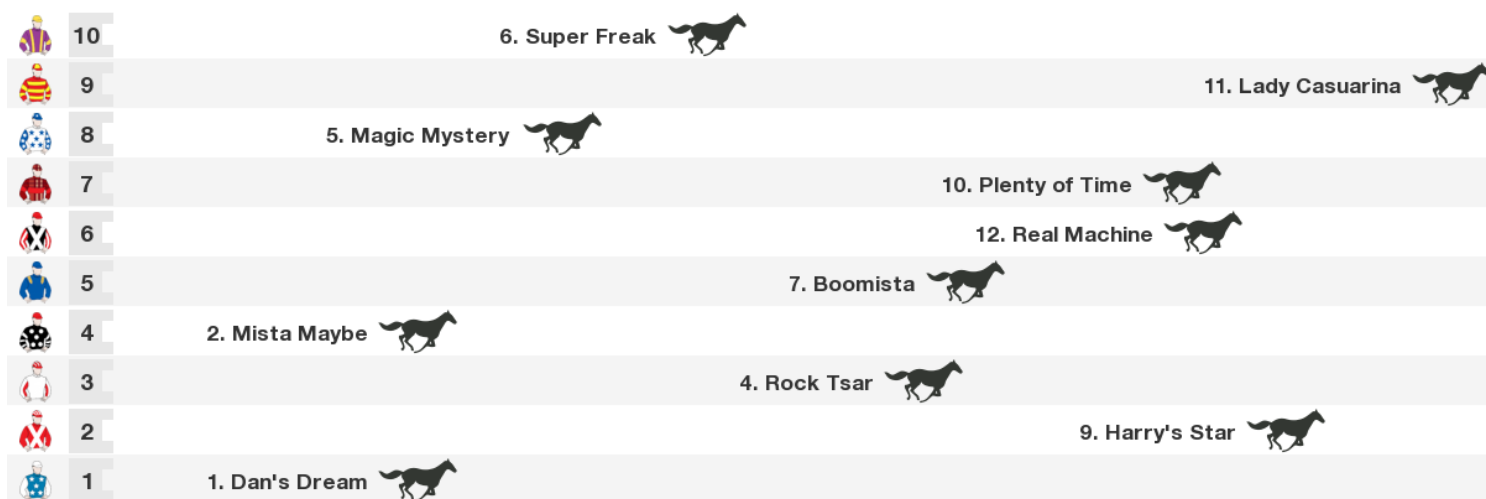 10 6. Super Freak
9 11. Lady Casuarina
8 5. Magic Mystery
7 10. Plenty of Time
6 12. Real Machine
5 7. Boomista
4 2. Mista Maybe
3 4. Rock Tsar
2 9. Harry's Star
1 1. Dan's Dream